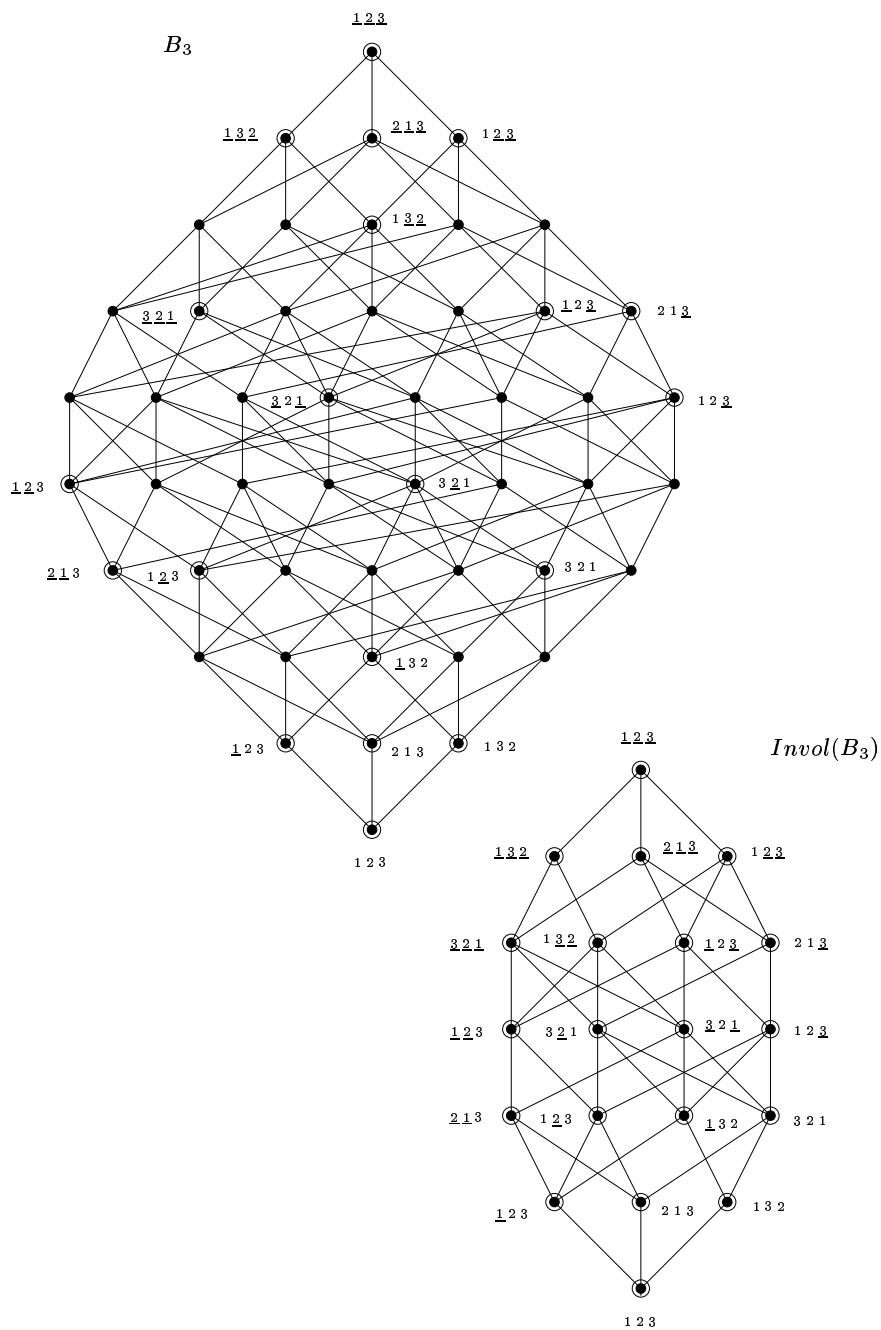 1̲ 2̲ 3̲
B₃
1̲ 3̲ 2̲
2̲ 1̲ 3̲
1 2̲ 3̲
1 3̲ 2̲
3̲ 2̲ 1̲
1̲ 2 3̲
2 1 3̲
3̲ 2 1̲
1 2 3̲
1̲ 2̲ 3
3 2̲ 1
2̲ 1̲ 3
1 2̲ 3
3 2 1
1̲ 3 2
1̲ 2 3
2 1 3
1 3 2
1 2 3
1̲ 2̲ 3̲
Invol(B₃)
1̲ 3̲ 2̲
2̲ 1̲ 3̲
1 2̲ 3̲
3̲ 2̲ 1̲
1 3̲ 2̲
1̲ 2 3̲
2 1 3̲
1̲ 2̲ 3
3 2̲ 1
3̲ 2 1̲
1 2 3̲
2̲ 1̲ 3
1 2̲ 3
1̲ 3 2
3 2 1
1̲ 2 3
2 1 3
1 3 2
1 2 3